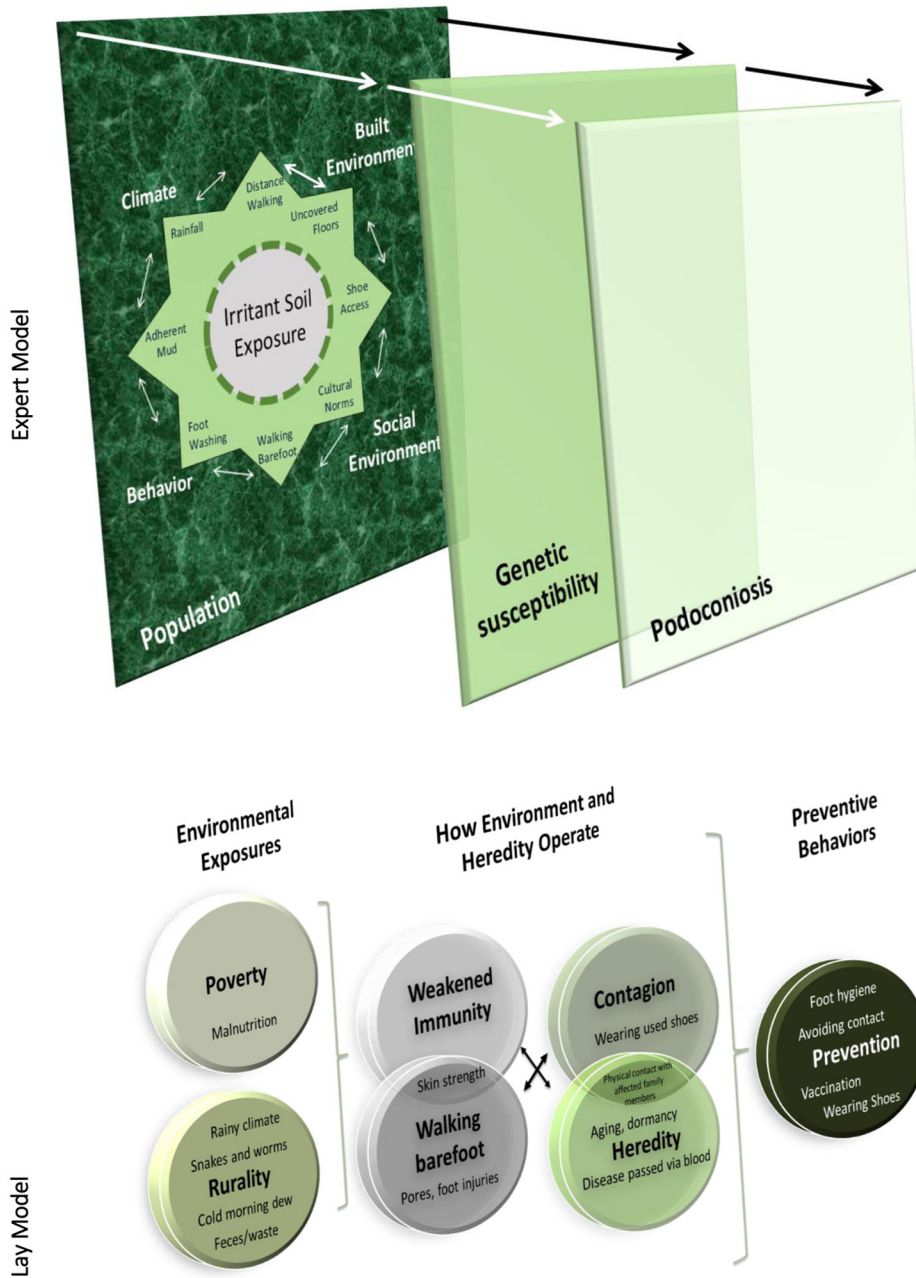 Expert Model
Built
Environment
Climate
Distance
Walking
Uncovered
Floors
Rainfall
Shoe
Access
Irritant Soil
Exposure
Adherent
Mud
Cultural
Norms
Foot
Washing
Walking
Barefoot
Social
Environment
Behavior
Population
Genetic
susceptibility
Podoconiosis
Lay Model
Environmental
Exposures
How Environment and
Heredity Operate
Preventive
Behaviors
Poverty
Malnutrition
Rainy climate
Snakes and worms
Rurality
Cold morning dew
Feces/waste
Weakened
Immunity
Skin strength
Walking
barefoot
Pores, foot injuries
Contagion
Wearing used shoes
Physical contact with
affected family
members
Aging, dormancy
Heredity
Disease passed via blood
Foot hygiene
Avoiding contact
Prevention
Vaccination
Wearing Shoes